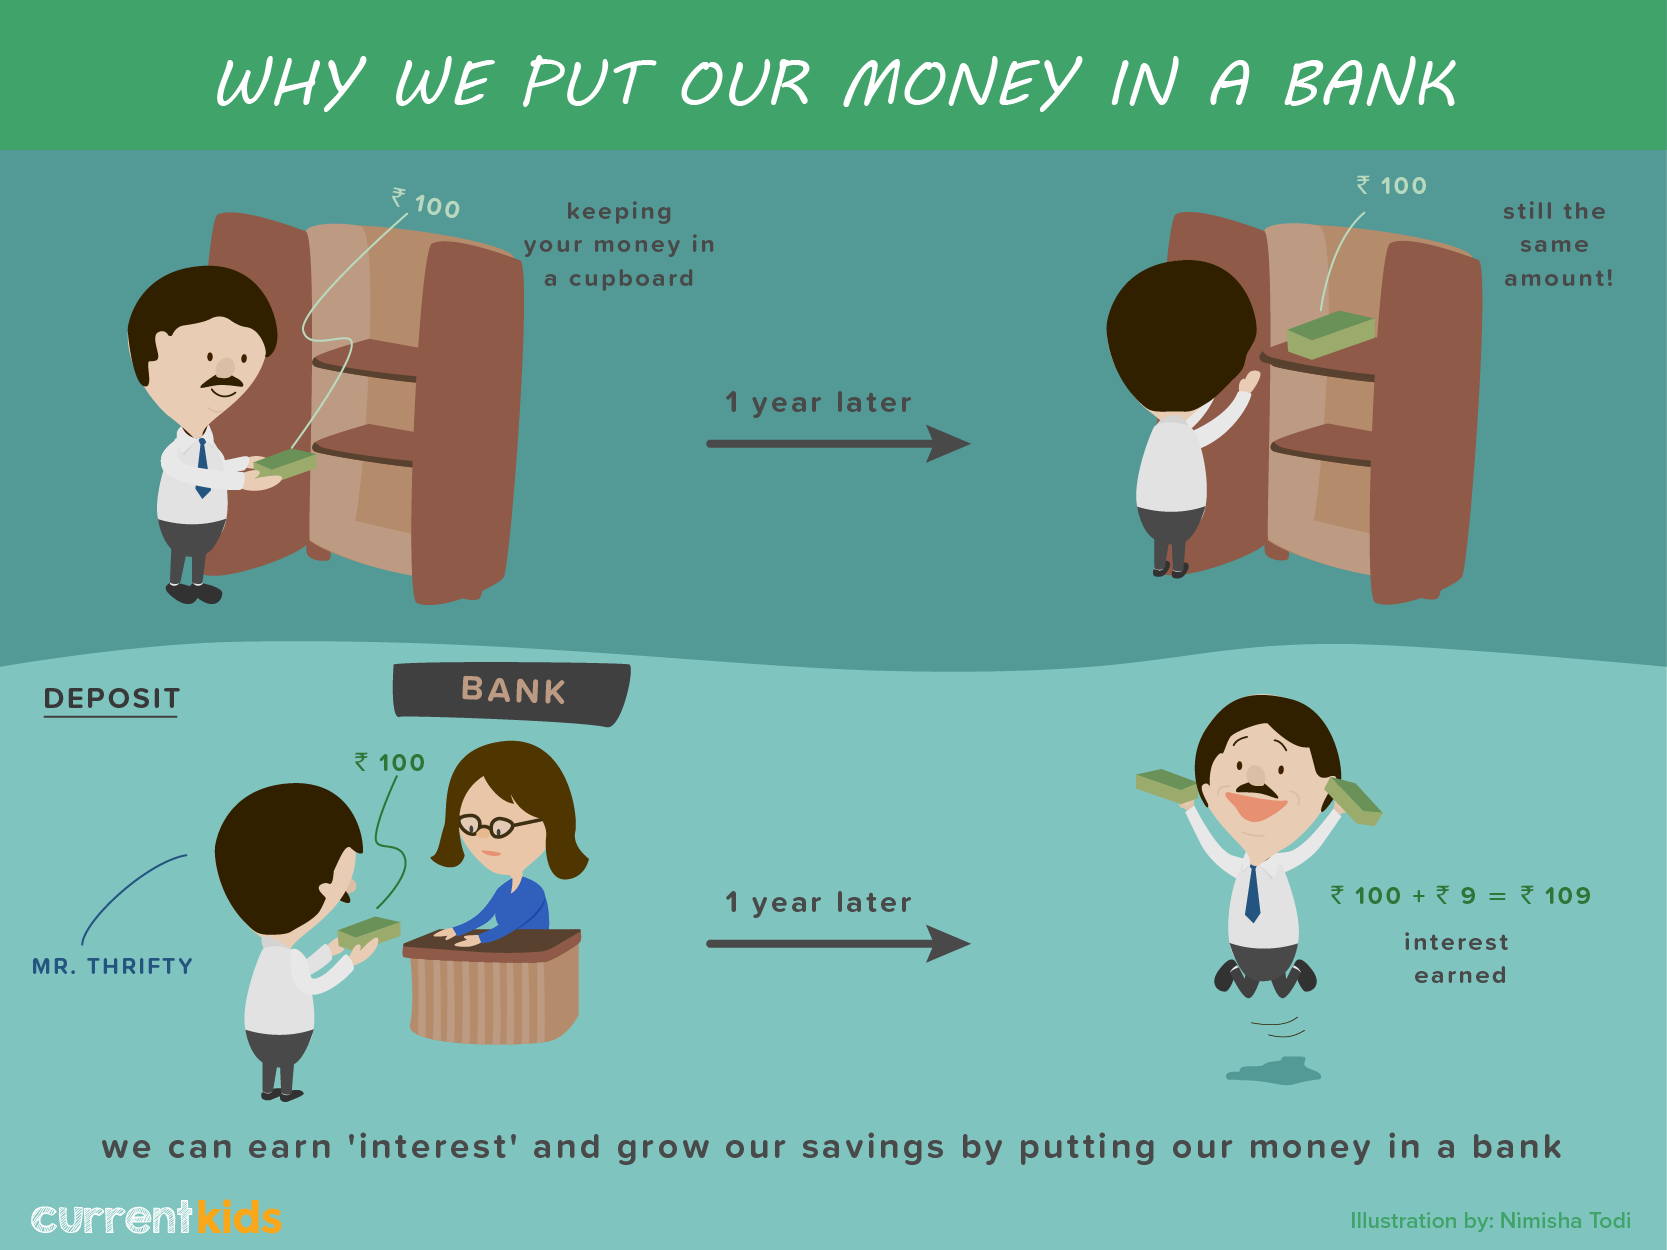 WHY WE PUT OUR MONEY IN A BANK
₹ 100
keeping
your money in
a cupboard
1 year later
₹ 100
still the
same
amount!
DEPOSIT
BANK
₹ 100
MR. THRIFTY
1 year later
₹ 100 + ₹ 9 = ₹ 109
interest
earned
we can earn 'interest' and grow our savings by putting our money in a bank
currentkids
Illustration by: Nimisha Todi